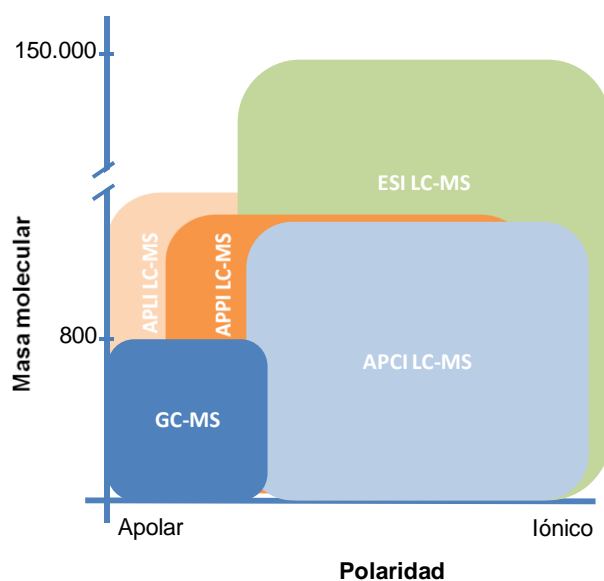 150.000
ESI LC-MS
APLI LC-MS
APPI LC-MS
Masa molecular
800
APCI LC-MS
GC-MS
Apolar
Iónico
Polaridad